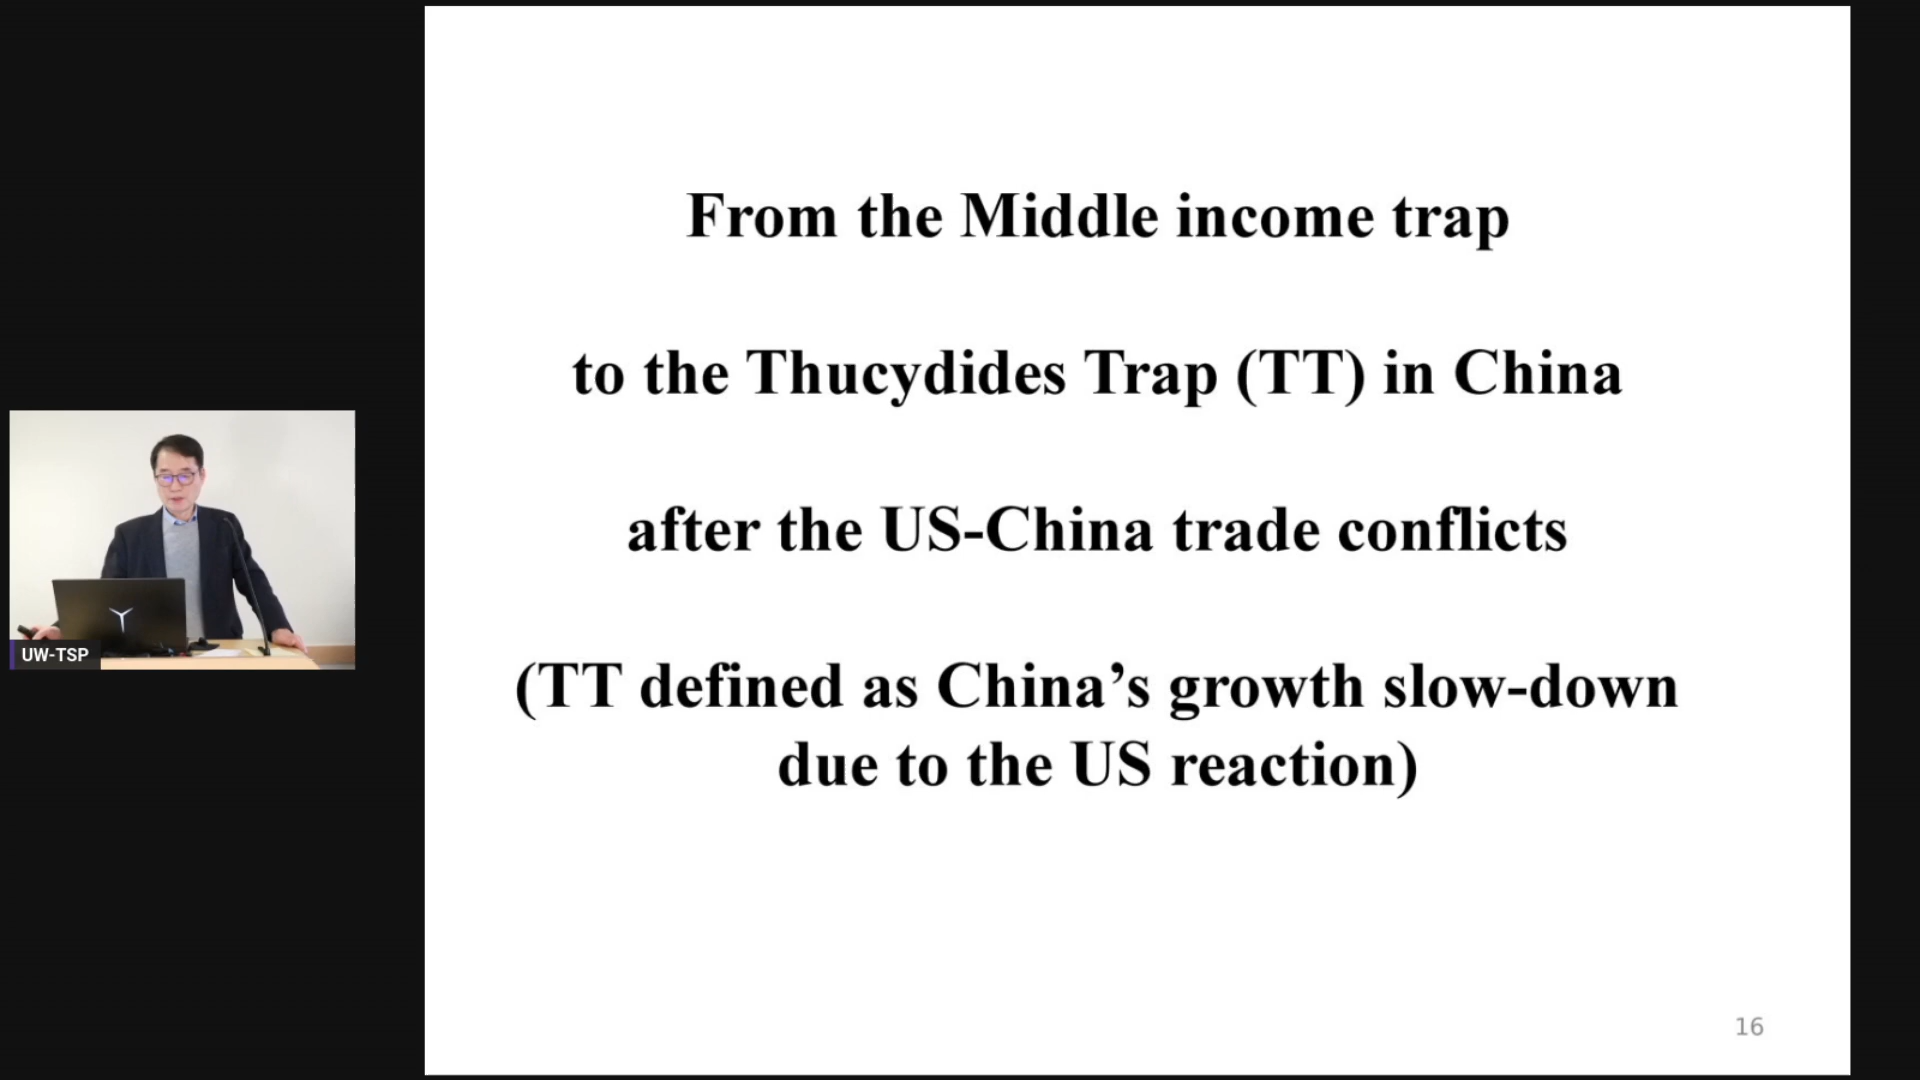 From the Middle income trap
to the Thucydides Trap (TT) in China
after the US-China trade conflicts
(TT defined as China’s growth slow-down
due to the US reaction)
UW-TSP
16